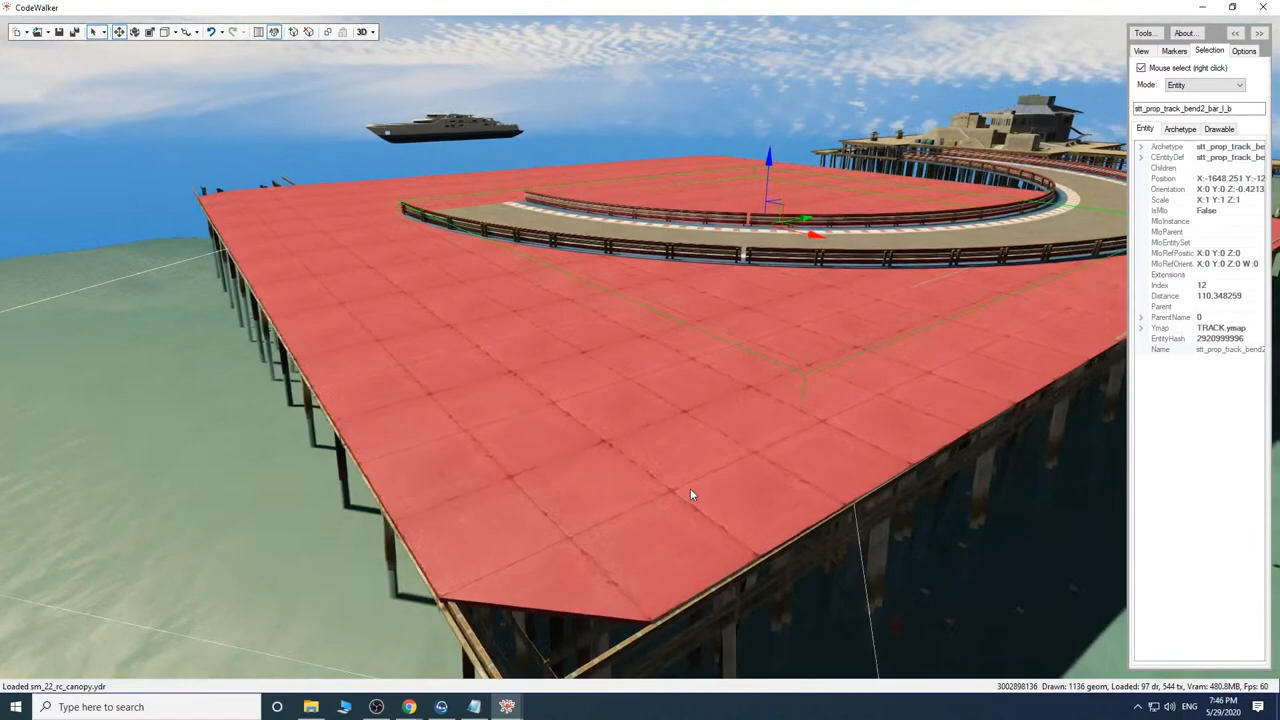 CodeWalker
3D
Tools...
About...
<<
>>
View
Markers
Selection
Options
Mouse select (right click)
Mode:
Entity
stt_prop_track_bend2_bar_l_b
Entity
Archetype
Drawable
Archetype stt_prop_track_be
CEntityDef stt_prop_track_be
Children
Position X:-1648.251 Y:-12
Orientation X:0 Y:0 Z:-0.4213
Scale X:1 Y:1 Z:1
IsMlo False
MloInstance
MloParent
MloEntitySet
MloRefPositic X:0 Y:0 Z:0
MloRefOrient X:0 Y:0 Z:0 W:0
Extensions
Index 12
Distance 110.348259
Parent
ParentName 0
Ymap TRACK.ymap
EntityHash 2920999996
Name stt_prop_track_bend2
Loaded sm_22_rc_canopy.ydr
3002898136 Drawn: 1136 geom, Loaded: 97 dr, 544 tx, Vram: 480.8MB, Fps: 60
Type here to search
ENG
7:46 PM
5/29/2020